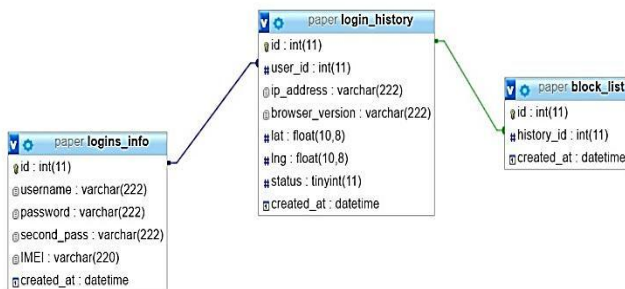 paper login_history
id : int(11)
user_id : int(11)
ip_address : varchar(222)
browser_version : varchar(222)
lat : float(10,8)
lng : float(10,8)
status : tinyint(11)
created_at : datetime
paper block_list
id : int(11)
history_id : int(11)
created_at : datetime
paper logins_info
id : int(11)
username : varchar(222)
password : varchar(222)
second_pass : varchar(222)
IMEI : varchar(220)
created_at : datetime